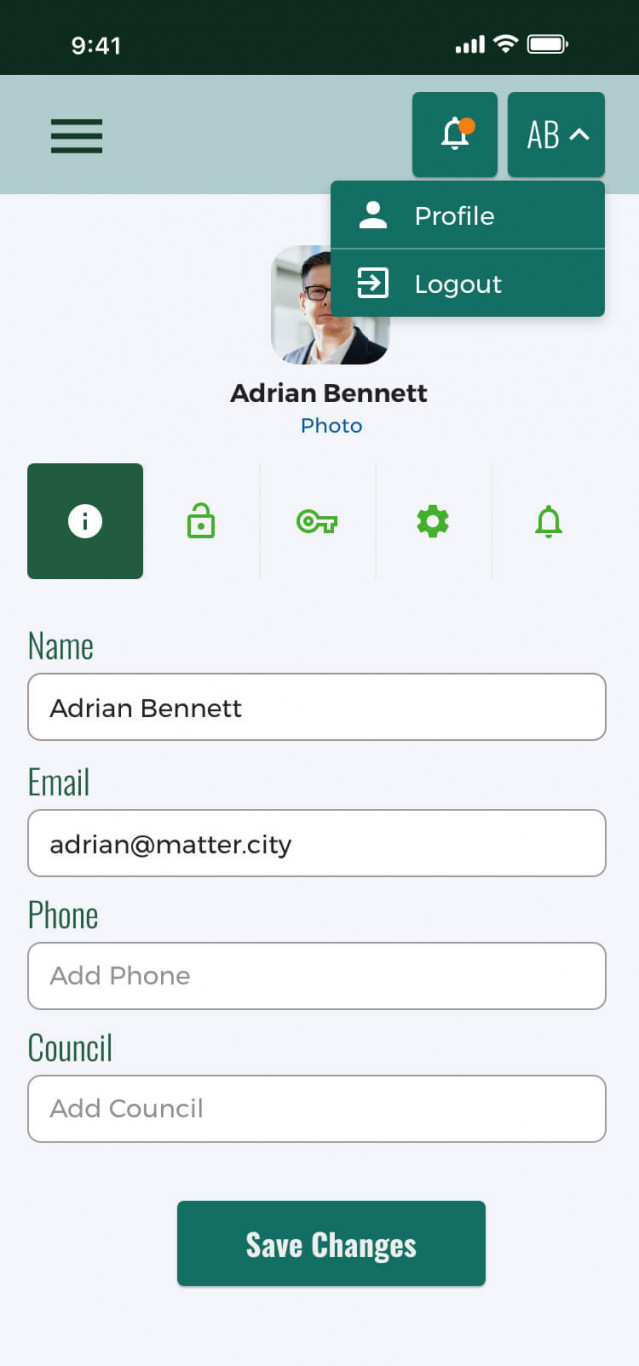 9:41
AB
Profile
Logout
Adrian Bennett
Photo
Name
Adrian Bennett
Email
adrian@matter.city
Phone
Add Phone
Council
Add Council
Save Changes